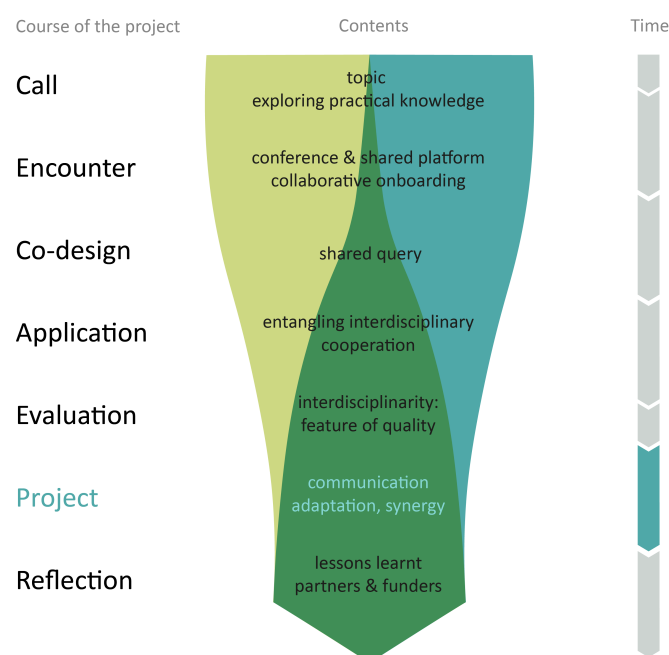 Course of the project
Contents
Time
Call
topic
exploring practical knowledge
Encounter
conference & shared platform
collaborative onboarding
Co-design
shared query
Application
entangling interdisciplinary
cooperation
Evaluation
interdisciplinarity:
feature of quality
Project
communication
adaptation, synergy
Reflection
lessons learnt
partners & funders